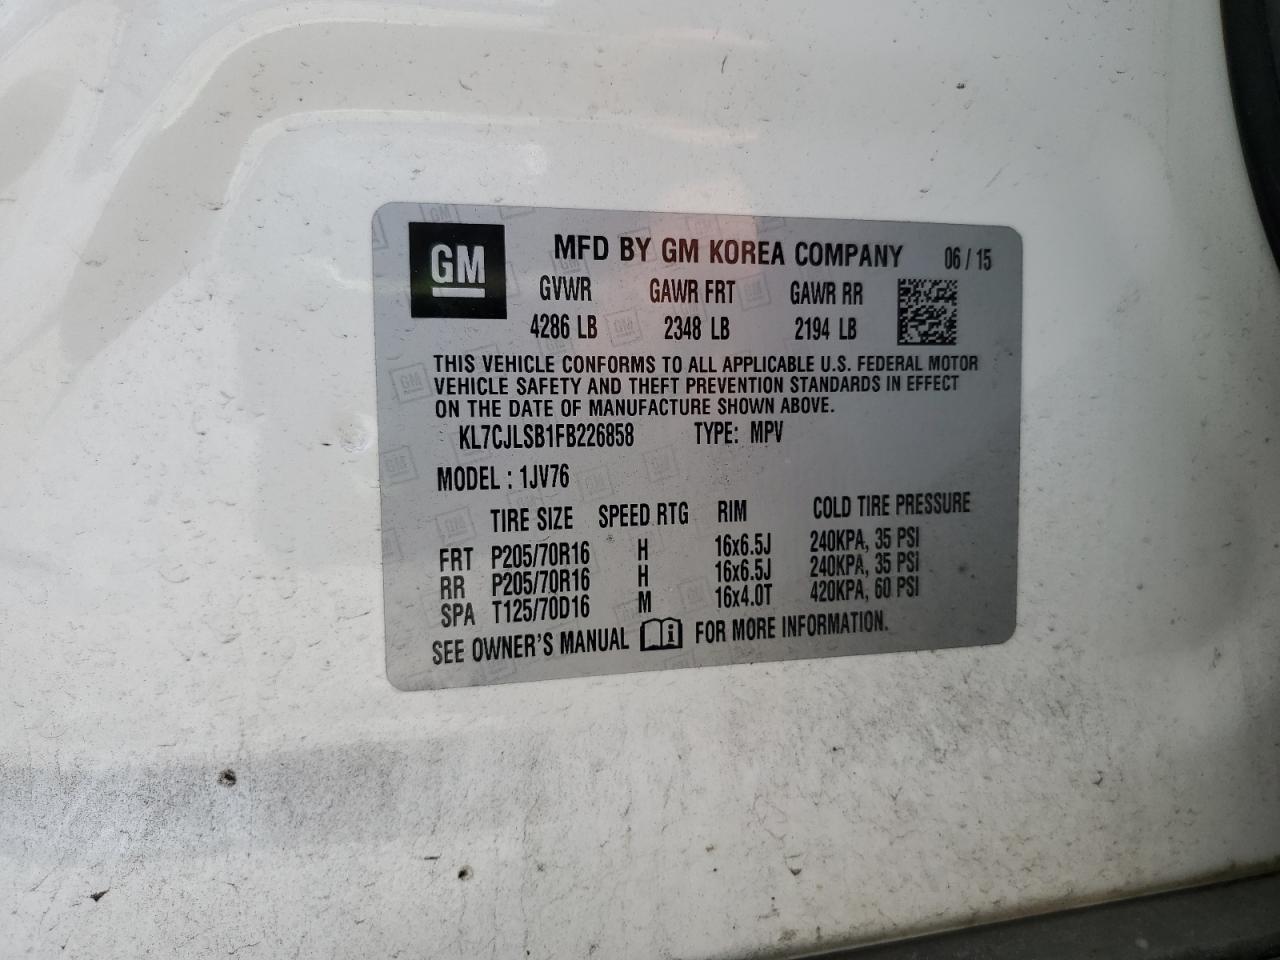 GM MFD BY GM KOREA COMPANY 06 / 15
GVWR GAWR FRT GAWR RR
4286 LB 2348 LB 2194 LB
THIS VEHICLE CONFORMS TO ALL APPLICABLE U.S. FEDERAL MOTOR
VEHICLE SAFETY AND THEFT PREVENTION STANDARDS IN EFFECT
ON THE DATE OF MANUFACTURE SHOWN ABOVE.
KL7CJLSB1FB226858 TYPE: MPV
MODEL : 1JV76
TIRE SIZE SPEED RTG RIM COLD TIRE PRESSURE
FRT P205/70R16 H 16x6.5J 240KPA, 35 PSI
RR P205/70R16 H 16x6.5J 240KPA, 35 PSI
SPA T125/70D16 M 16x4.0T 420KPA, 60 PSI
SEE OWNER'S MANUAL FOR MORE INFORMATION.